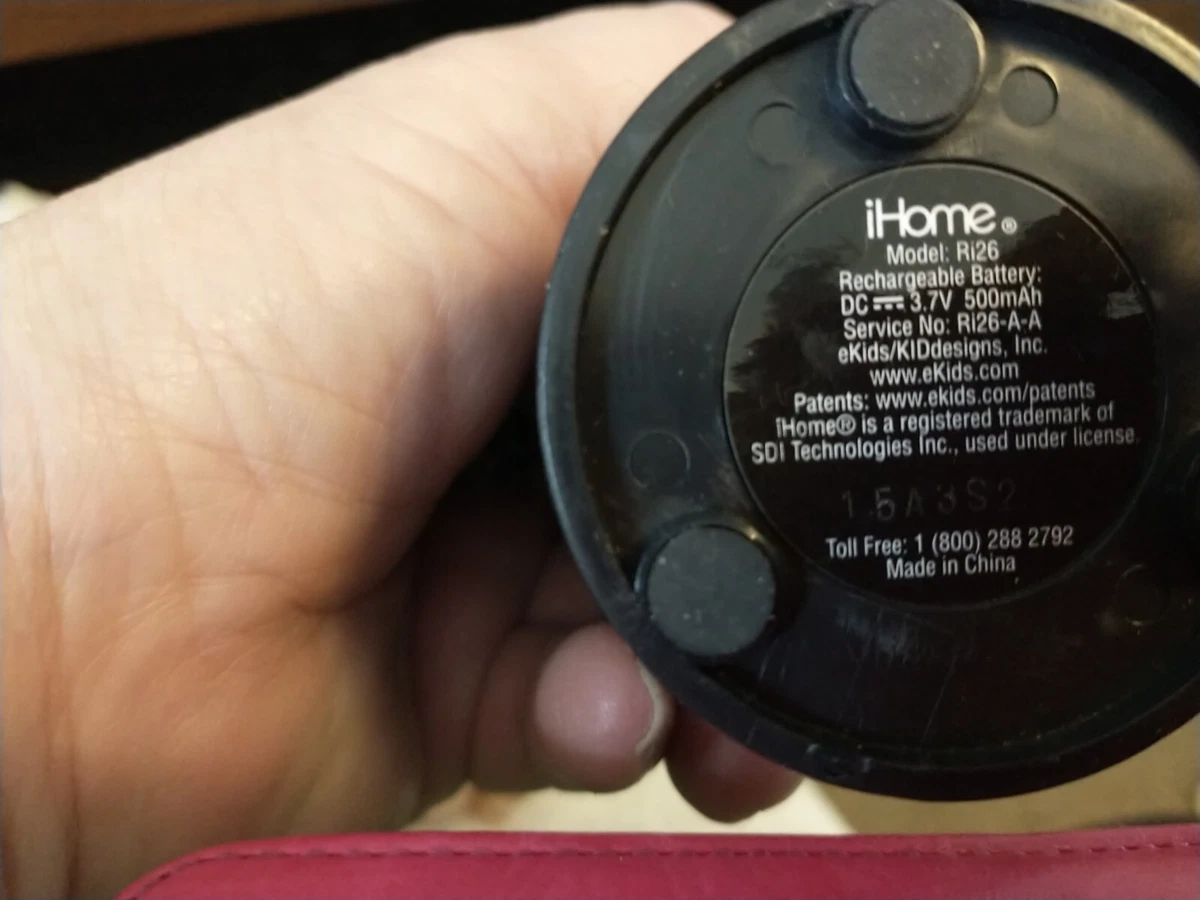 iHome®
Model: Ri26
Rechargeable Battery:
DC ⎓ 3.7V 500mAh
Service No: Ri26-A-A
eKids/KIDdesigns, Inc.
www.eKids.com
Patents: www.ekids.com/patents
iHome® is a registered trademark of
SDI Technologies Inc., used under license.
15A3S2
Toll Free: 1 (800) 288 2792
Made in China